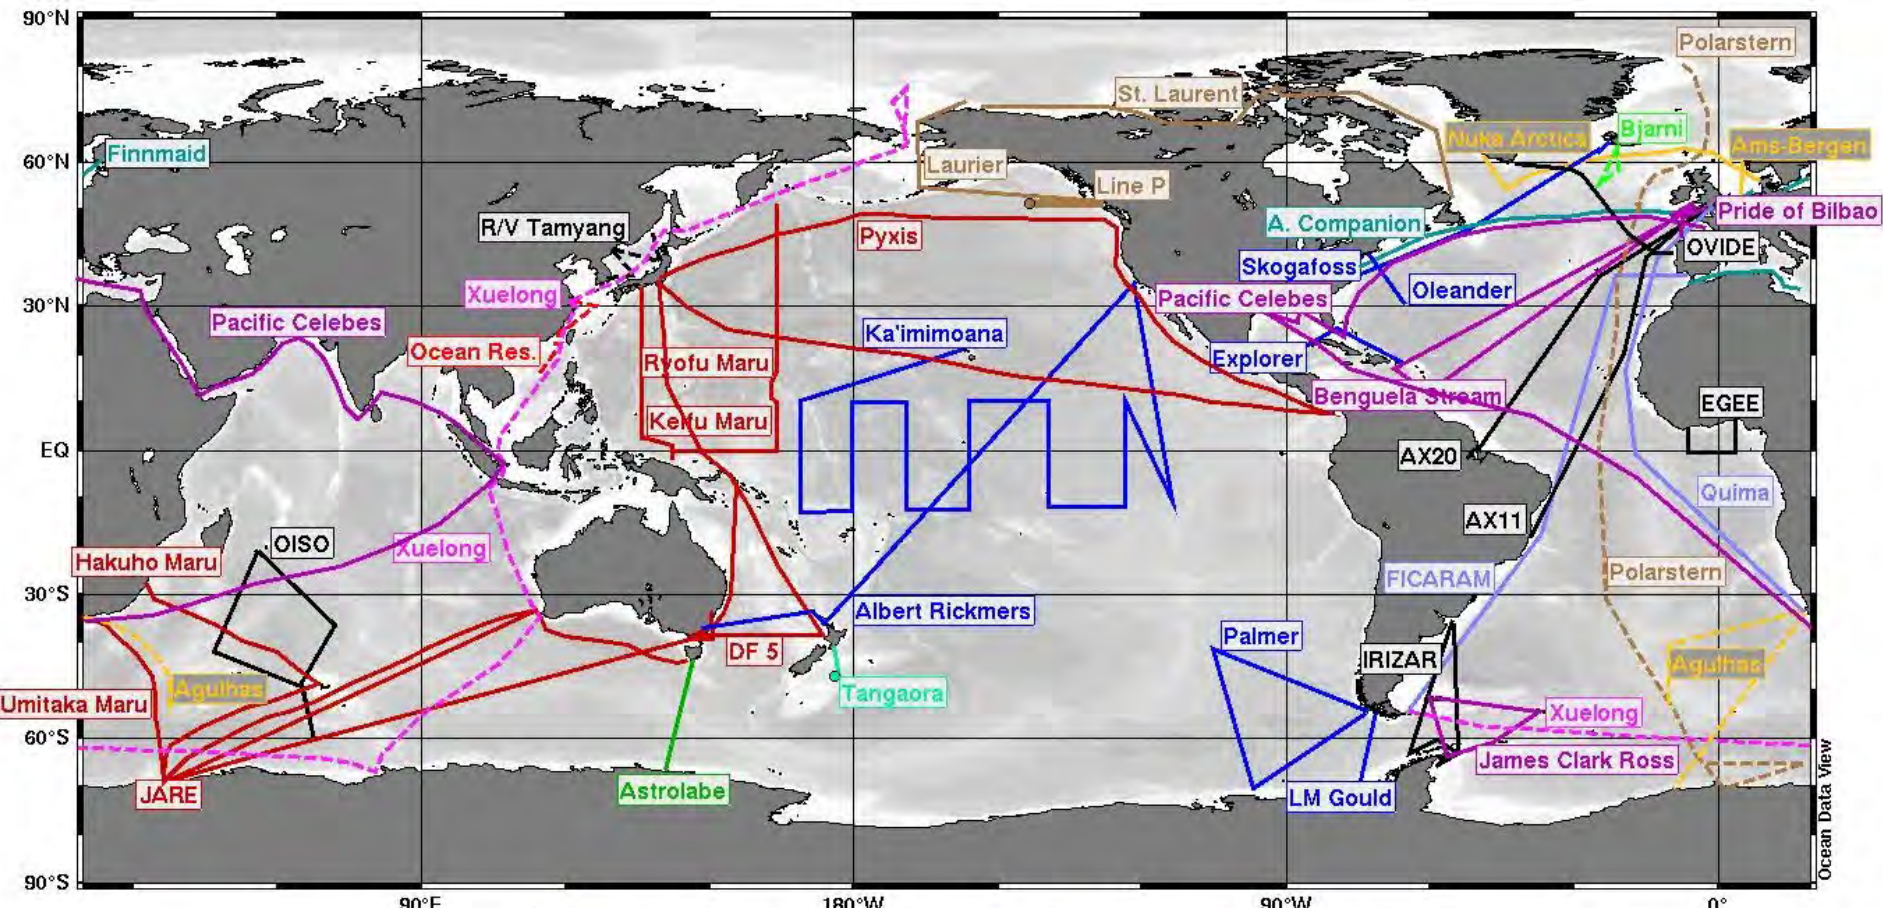 90°N
Polarstern
St. Laurent
Nuka Arctica
Bjarni
Ams-Bergen
Finnmaid
60°N
Laurier
Line P
R/V Tamyang
Pyxis
A. Companion
Pride of Bilbao
OVIDE
Skogafoss
Xuelong
Pacific Celebes
Oleander
30°N
Pacific Celebes
Ka'imimoana
Ocean Res.
Ryofu Maru
Explorer
Benguela Stream
EGEE
Keifu Maru
EQ
AX20
Quima
AX11
OISO
Xuelong
Hakuho Maru
FICARAM
Polarstern
30°S
Albert Rickmers
Palmer
DF 5
IRIZAR
Agulhas
Agulhas
Tangaora
Umitaka Maru
Xuelong
60°S
James Clark Ross
JARE
Astrolabe
LM Gould
Ocean Data View
90°S
90°E
180°W
90°W
0°